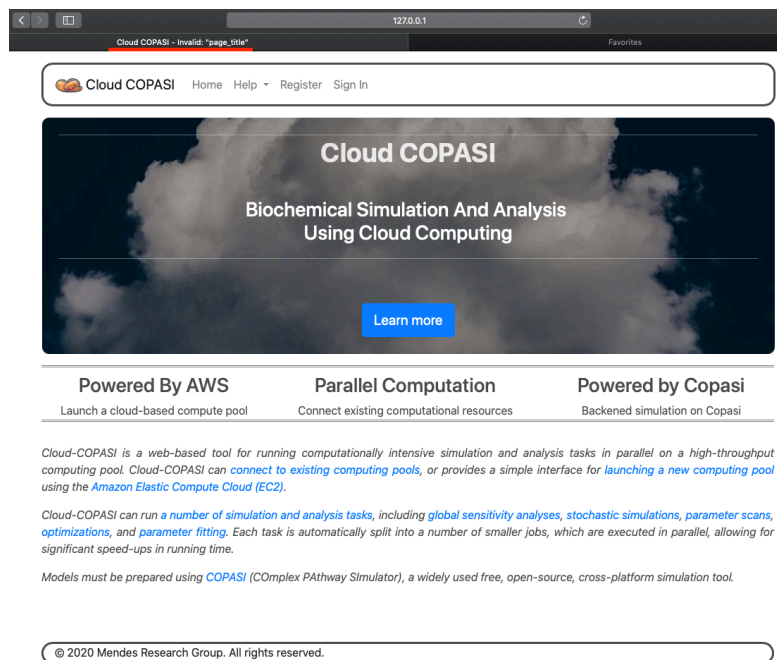 127.0.0.1
Cloud COPASI - Invalid: "page_title"
Favorites
Cloud COPASI Home Help Register Sign In
Cloud COPASI
Biochemical Simulation And Analysis
Using Cloud Computing
Learn more
Powered By AWS
Launch a cloud-based compute pool
Parallel Computation
Connect existing computational resources
Powered by Copasi
Backened simulation on Copasi
Cloud-COPASI is a web-based tool for running computationally intensive simulation and analysis tasks in parallel on a high-throughput
computing pool. Cloud-COPASI can connect to existing computing pools, or provides a simple interface for launching a new computing pool
using the Amazon Elastic Compute Cloud (EC2).
Cloud-COPASI can run a number of simulation and analysis tasks, including global sensitivity analyses, stochastic simulations, parameter scans,
optimizations, and parameter fitting. Each task is automatically split into a number of smaller jobs, which are executed in parallel, allowing for
significant speed-ups in running time.
Models must be prepared using COPASI (COmplex PAthway SImulator), a widely used free, open-source, cross-platform simulation tool.
© 2020 Mendes Research Group. All rights reserved.